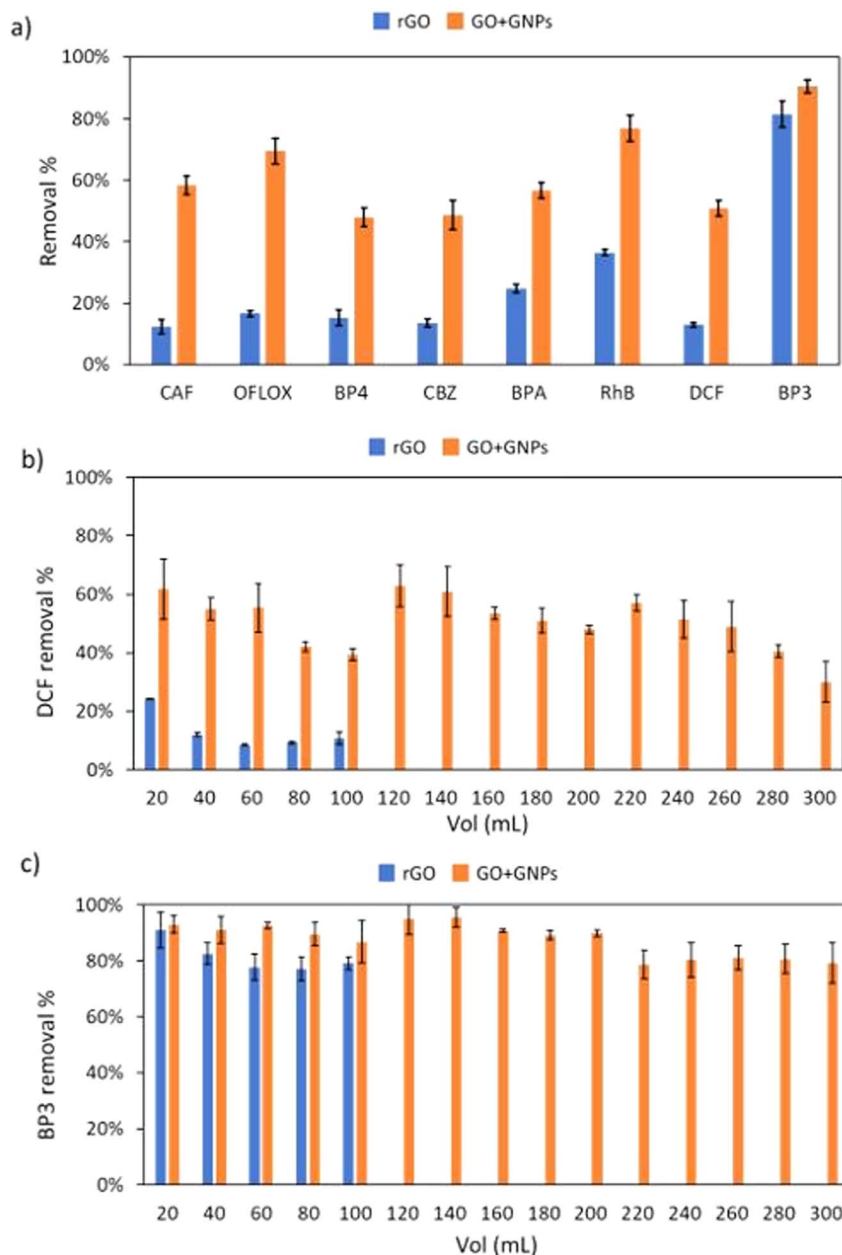 a)
rGO GO+GNPs
Removal %
100%
80%
60%
40%
20%
0%
CAF OFLOX BP4 CBZ BPA RhB DCF BP3
b)
rGO GO+GNPs
DCF removal %
100%
80%
60%
40%
20%
0%
20 40 60 80 100 120 140 160 180 200 220 240 260 280 300
Vol (mL)
c)
rGO GO+GNPs
BP3 removal %
100%
80%
60%
40%
20%
0%
20 40 60 80 100 120 140 160 180 200 220 240 260 280 300
Vol (mL)